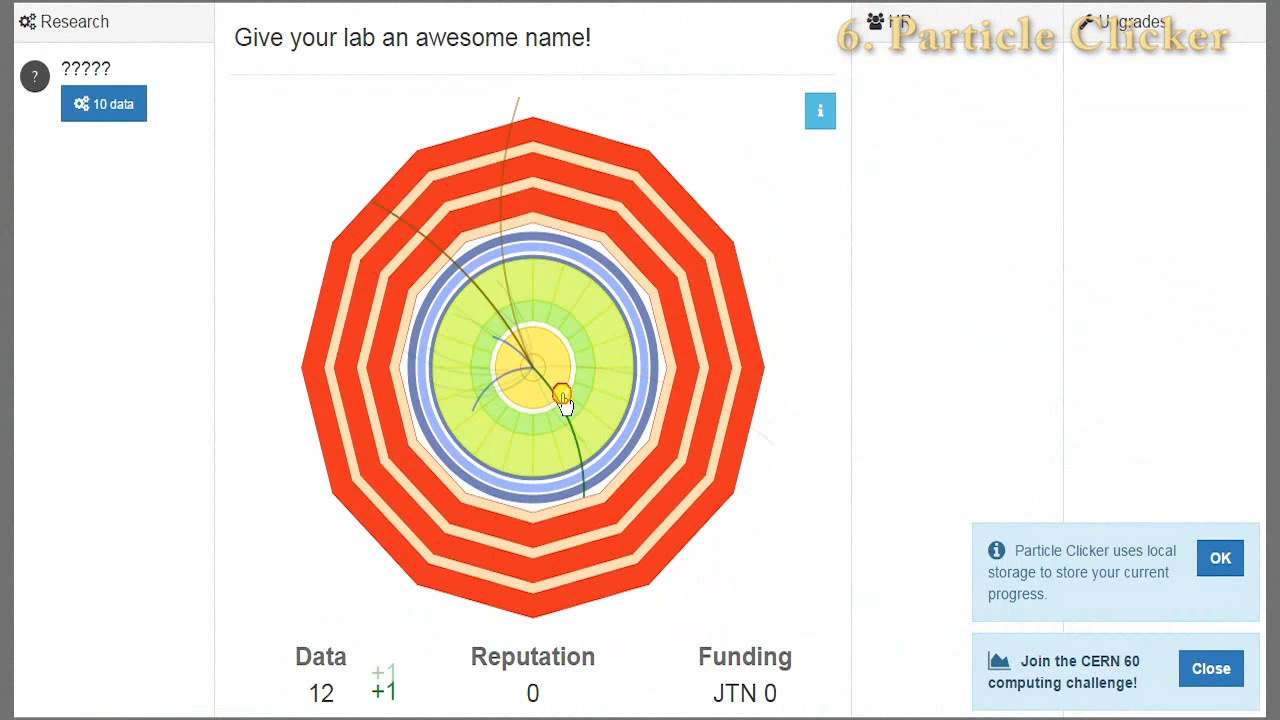 Research
HR
Upgrades
6. Particle Clicker
Give your lab an awesome name!
?
?????
10 data
i
Particle Clicker uses local
storage to store your current
progress.
OK
Join the CERN 60
computing challenge!
Close
Data
Reputation
Funding
12
+1
+1
0
JTN 0